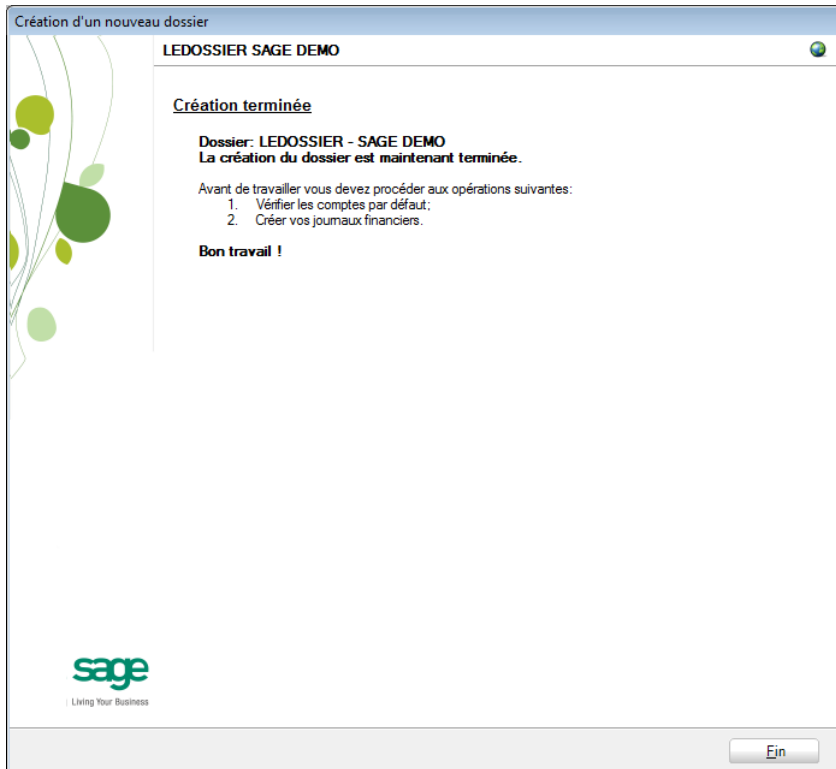 Création d'un nouveau dossier
LEDOSSIER SAGE DEMO
Création terminée
Dossier: LEDOSSIER - SAGE DEMO
La création du dossier est maintenant terminée.
Avant de travailler vous devez procéder aux opérations suivantes:
1. Vérifier les comptes par défaut;
2. Créer vos journaux financiers.
Bon travail !
sage
Living Your Business
Fin